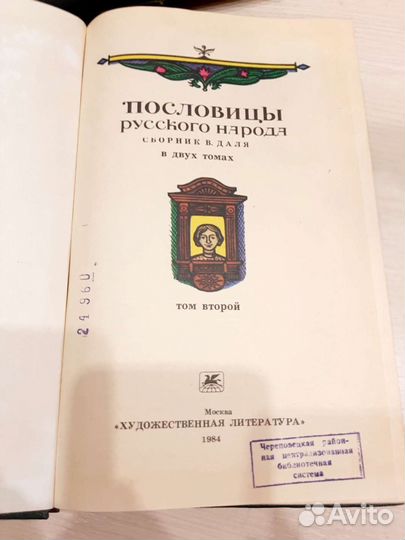 ПОСЛОВИЦЫ
РУССКОГО НАРОДА
СБОРНИК В. ДАЛЯ
В ДВУХ ТОМАХ
24960.
ТОМ ВТОРОЙ
Москва
«ХУДОЖЕСТВЕННАЯ ЛИТЕРАТУРА»
1984
Череповецкая район-
ная централизованная
библиотечная
система
Avito